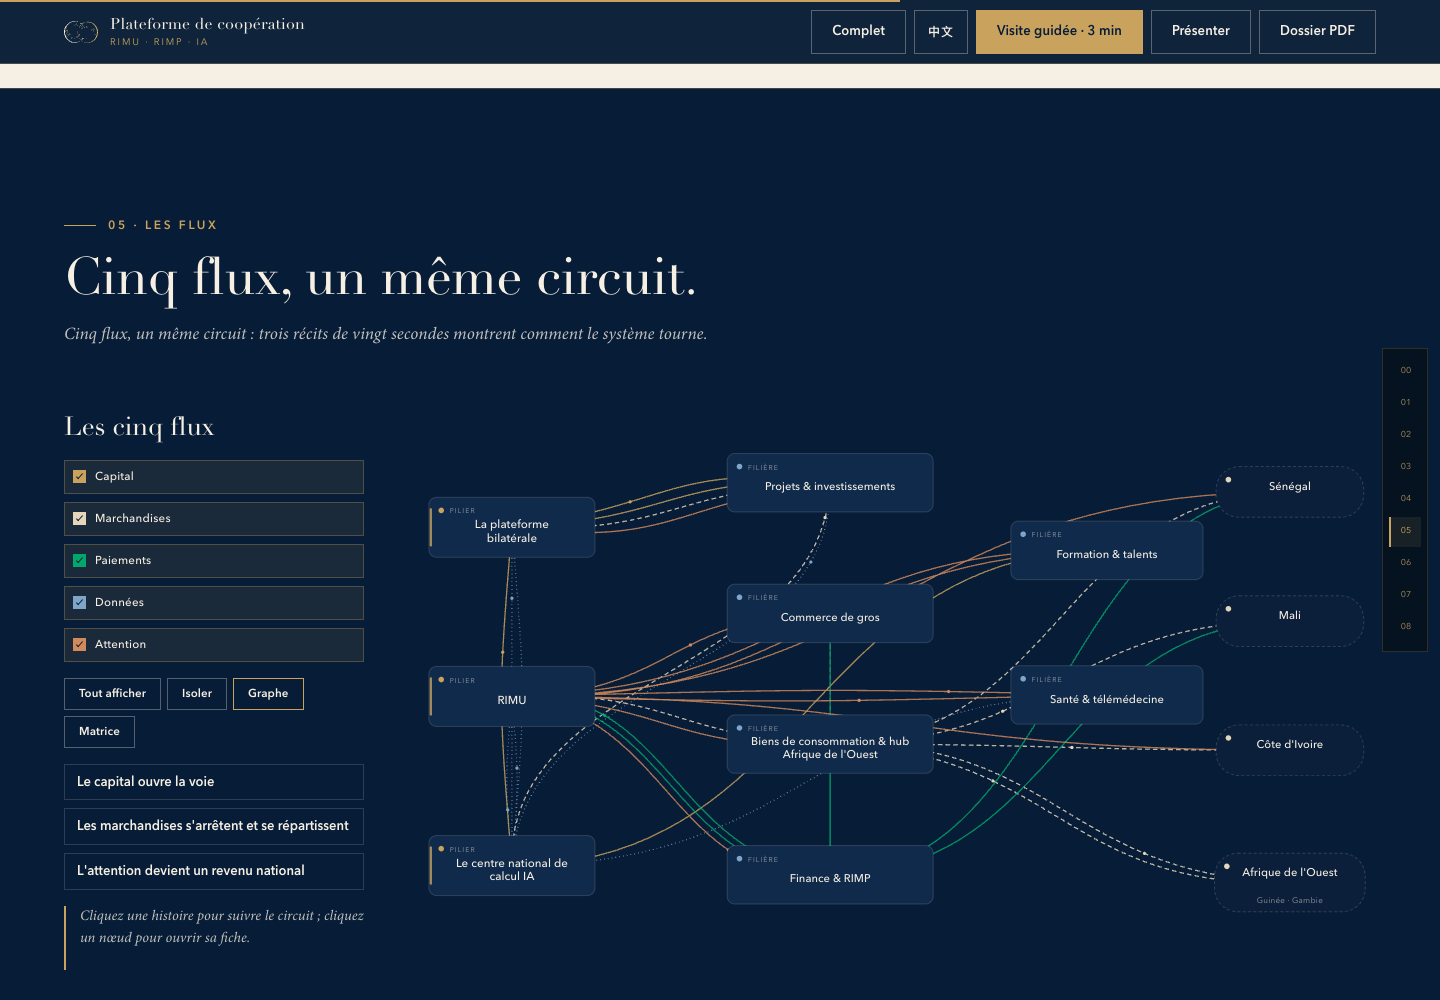 Plateforme de coopération
RIMU · RIMP · IA
Complet
中文
Visite guidée · 3 min
Présenter
Dossier PDF
05 · LES FLUX
Cinq flux, un même circuit.
Cinq flux, un même circuit : trois récits de vingt secondes montrent comment le système tourne.
Les cinq flux
Capital
Marchandises
Paiements
Données
Attention
Tout afficher
Isoler
Graphe
Matrice
Le capital ouvre la voie
Les marchandises s'arrêtent et se répartissent
L'attention devient un revenu national
Cliquez une histoire pour suivre le circuit ; cliquez
un nœud pour ouvrir sa fiche.
PILIER
La plateforme
bilatérale
PILIER
RIMU
PILIER
Le centre national de
calcul IA
FILIÈRE
Projets & investissements
FILIÈRE
Commerce de gros
FILIÈRE
Biens de consommation & hub
Afrique de l'Ouest
FILIÈRE
Finance & RIMP
FILIÈRE
Formation & talents
FILIÈRE
Santé & télémédecine
Sénégal
Mali
Côte d'Ivoire
Afrique de l'Ouest
Guinée · Gambie
00
01
02
03
04
05
06
07
08